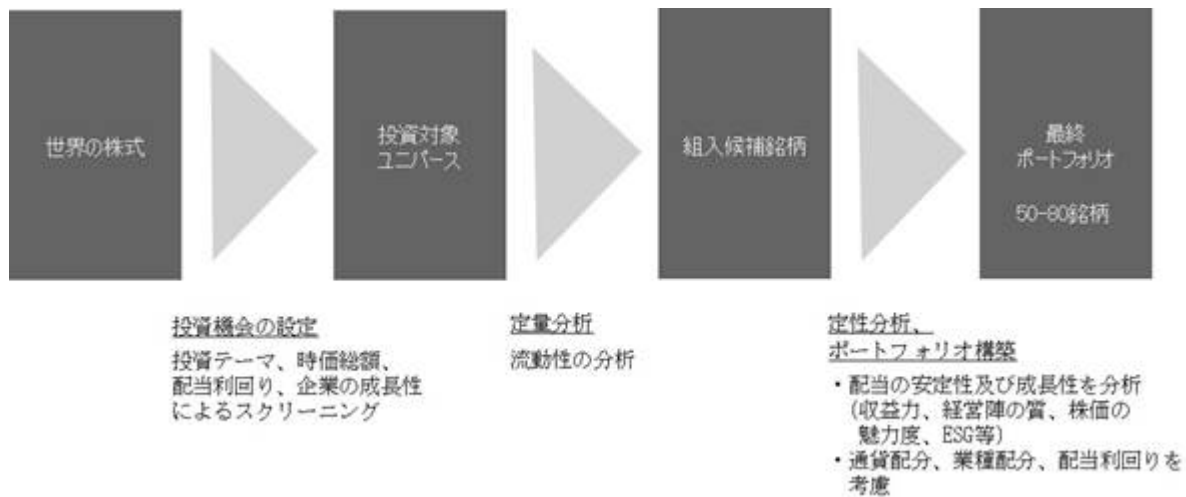 世界の株式
投資対象
ユニバース
組入候補銘柄
最終
ポートフォリオ
50-80銘柄
投資機会の設定
投資テーマ、時価総額、
配当利回り、企業の成長性
によるスクリーニング
定量分析
流動性の分析
定性分析、
ポートフォリオ構築
・配当の安定性及び成長性を分析
(収益力、経営陣の質、株価の
魅力度、ESG等)
・通貨配分、業種配分、配当利回りを
考慮